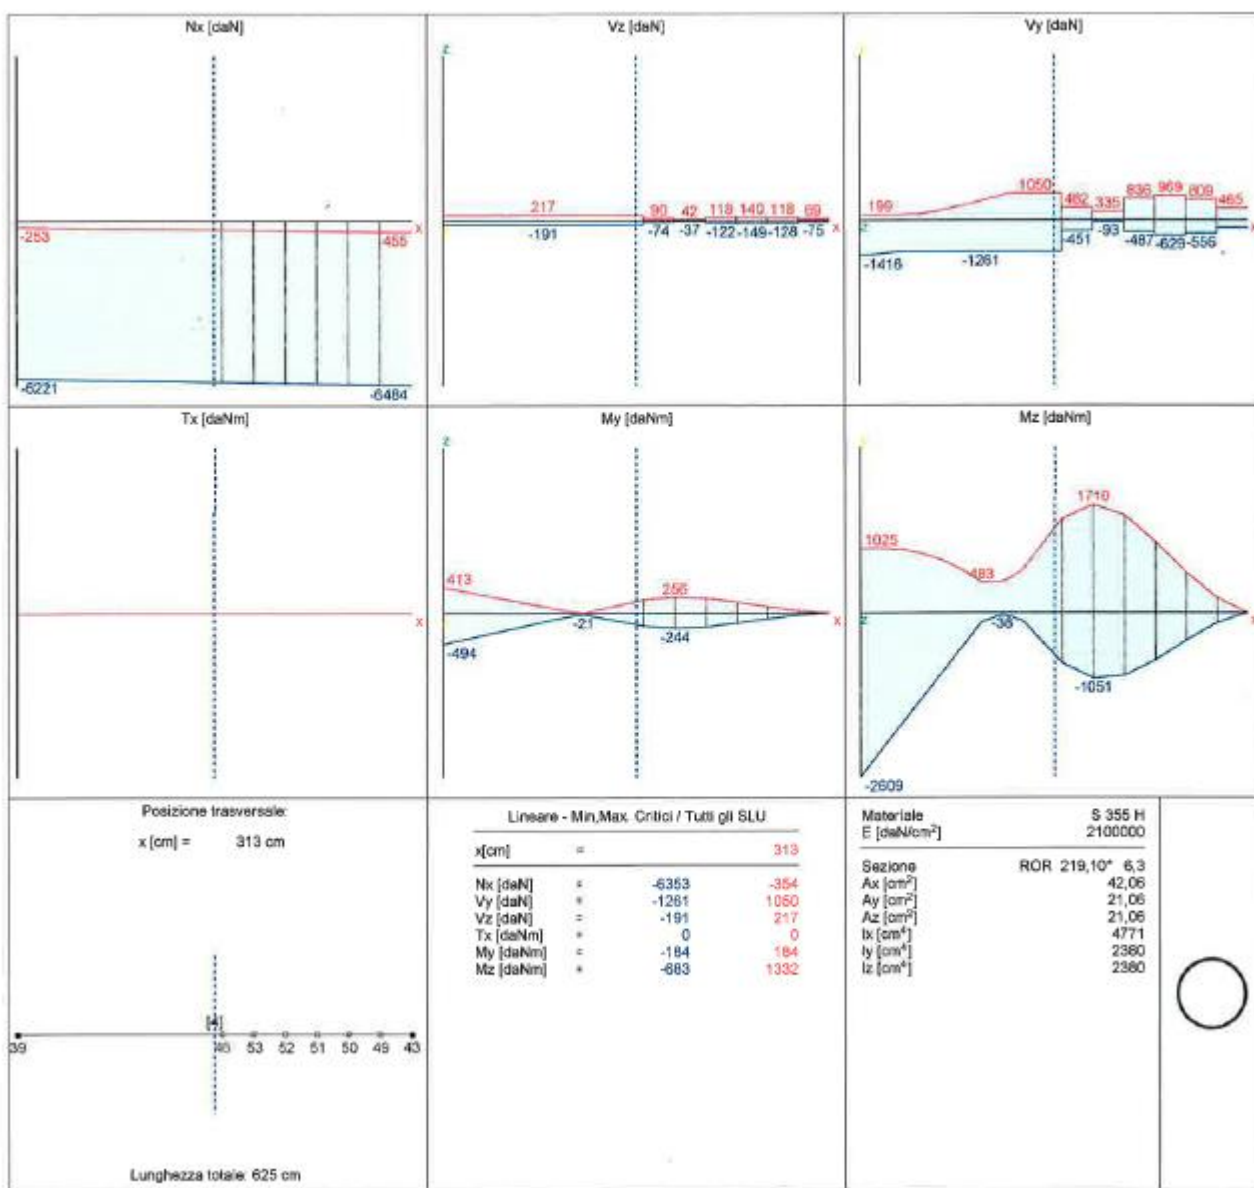 Nx [daN]
-253
-455
X
-6221
-6484
Vz [daN]
Z
217
90 42 118 140 118 69
-191
-74 -37 -122 -149 -128 -75
X
Vy [daN]
199
1050
462
335
836
969
809
465
Z
X
-1416
-1261
-451
-93
-487
-629
-556
Tx [daNm]
X
My [daNm]
Z
413
256
X
-21
-244
-494
Mz [daNm]
1025
483
1710
Z
-36
-1051
-2609
Posizione trasversale:
x [cm] = 313 cm
[4]
39 46 53 52 51 50 49 43
Lunghezza totale: 625 cm
Lineare - Min,Max. Critici / Tutti gli SLU
x[cm] = 313
Nx [daN] = -6353 -354
Vy [daN] = -1261 1050
Vz [daN] = -191 217
Tx [daNm] = 0 0
My [daNm] = -184 184
Mz [daNm] = -683 1332
Materiale S 355 H
E [daN/cm²] 2100000
Sezione ROR 219,10* 6,3
Ax [cm²] 42,06
Ay [cm²] 21,06
Az [cm²] 21,06
Ix [cm⁴] 4771
Iy [cm⁴] 2380
Iz [cm⁴] 2380